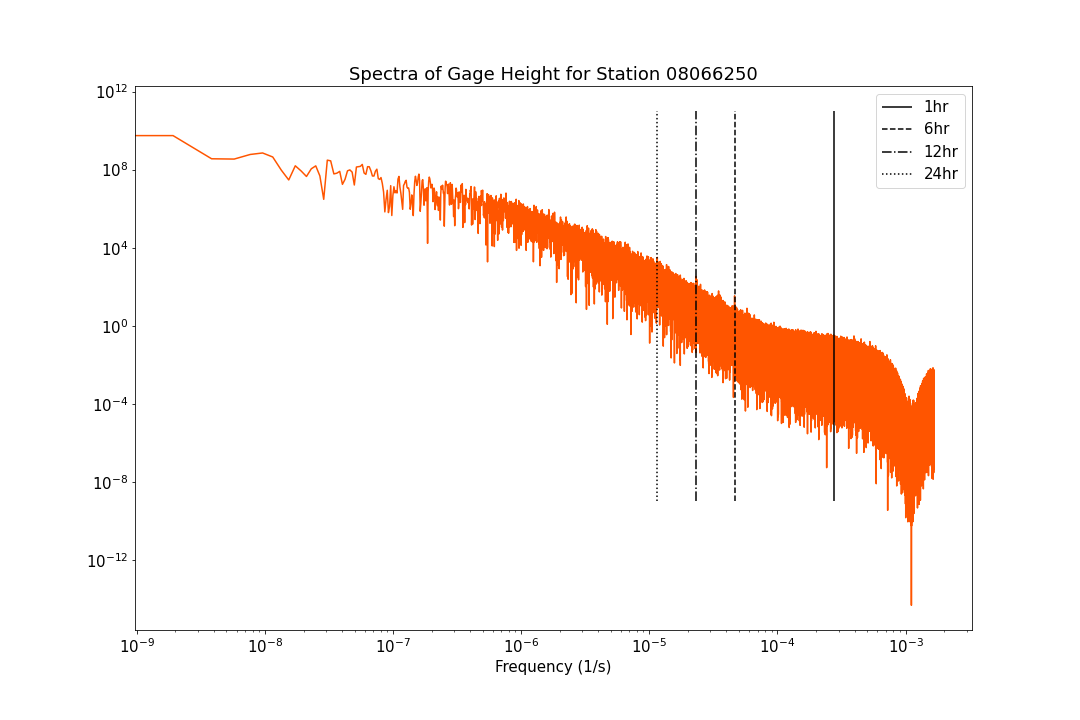 Spectra of Gage Height for Station 08066250
10¹²
10⁸
10⁴
10⁰
10⁻⁴
10⁻⁸
10⁻¹²
1hr
6hr
12hr
24hr
10⁻⁹ 10⁻⁸ 10⁻⁷ 10⁻⁶ 10⁻⁵ 10⁻⁴ 10⁻³
Frequency (1/s)